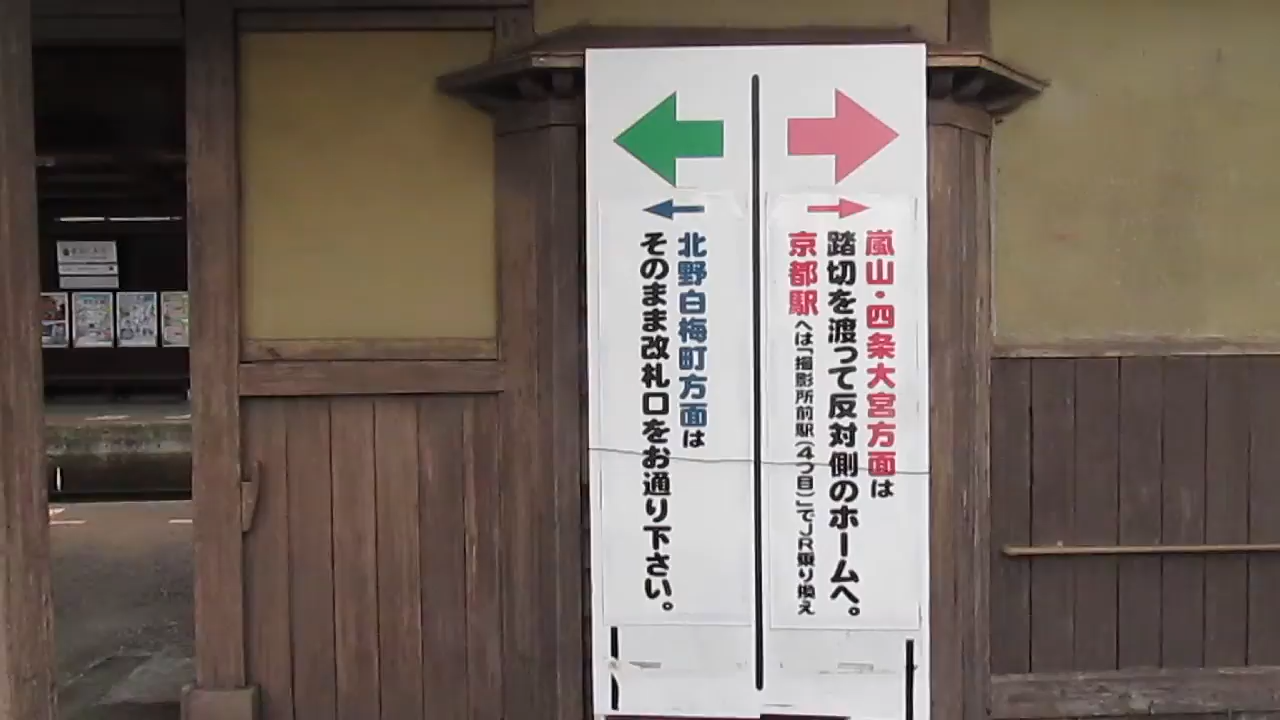 嵐山・四条大宮方面は
踏切を渡って反対側のホームへ。
京都駅へは「撮影所前駅(4つ目)」でJR乗り換え
北野白梅町方面は
そのまま改札口をお通り下さい。